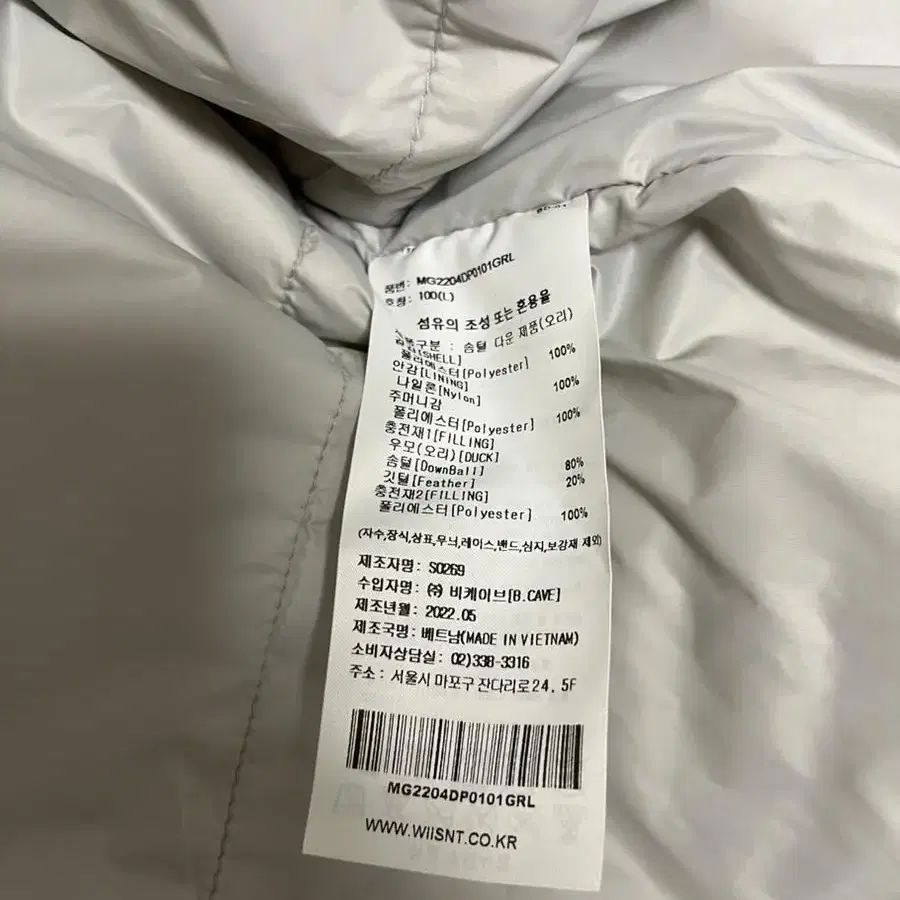 품번: MG2204DP0101GRL
호칭: 100(L)
섬유의 조성 또는 혼용율
제품구분 : 솜털 다운 제품(오리)
겉감[SHELL]
폴리에스터[Polyester] 100%
안감[LINING]
나일론[Nylon] 100%
주머니감
폴리에스터[Polyester] 100%
충전재1[FILLING]
우모(오리)[DUCK]
솜털[DownBall] 80%
깃털[Feather] 20%
충전재2[FILLING]
폴리에스터[Polyester] 100%
(자수,장식,상표,무늬,레이스,밴드,심지,보강재 제외)
제조자명: S0269
수입자명: ㈜ 비케이브[B.CAVE]
제조년월: 2022.05
제조국명: 베트남(MADE IN VIETNAM)
소비자상담실: 02)338-3316
주소: 서울시 마포구 잔다리로24, 5F
MG2204DP0101GRL
WWW.WIISNT.CO.KR